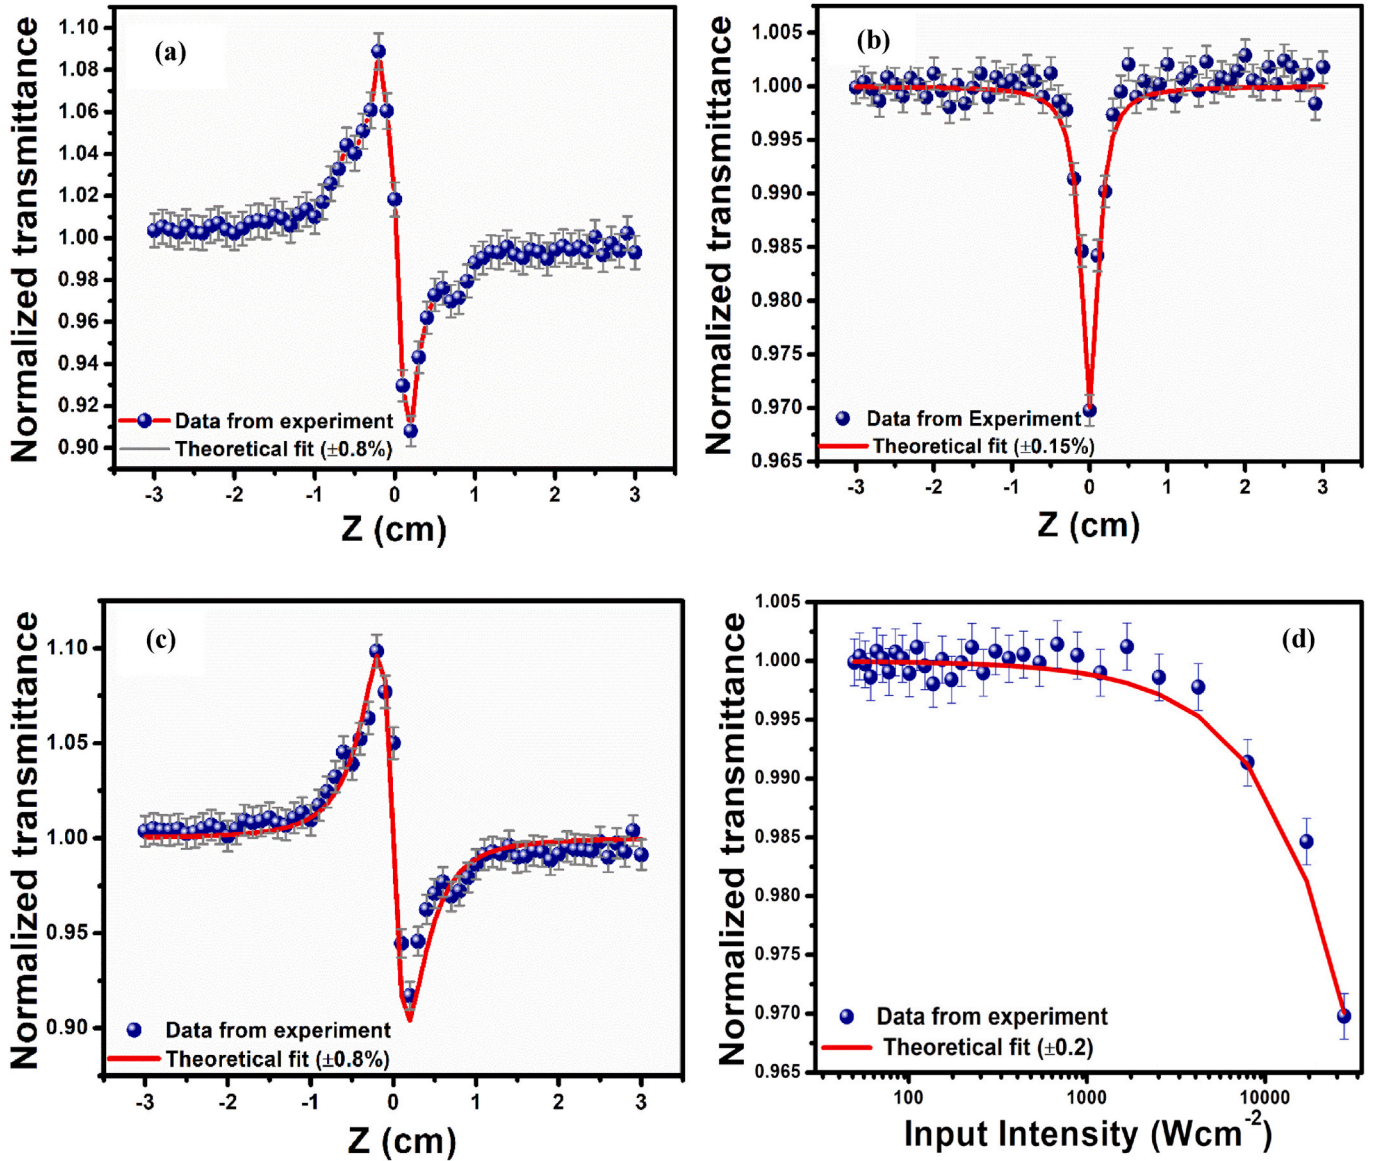 Normalized transmittance
(a)
1.10
1.08
1.06
1.04
1.02
1.00
0.98
0.96
0.94
0.92
0.90
Data from experiment
Theoretical fit (±0.8%)
-3 -2 -1 0 1 2 3
Z (cm)
Normalized transmittance
(b)
1.005
1.000
0.995
0.990
0.985
0.980
0.975
0.970
0.965
Data from Experiment
Theoretical fit (±0.15%)
-3 -2 -1 0 1 2 3
Z (cm)
Normalized transmittance
(c)
1.10
1.05
1.00
0.95
0.90
Data from experiment
Theoretical fit (±0.8%)
-3 -2 -1 0 1 2 3
Z (cm)
Normalized transmittance
(d)
1.005
1.000
0.995
0.990
0.985
0.980
0.975
0.970
0.965
Data from experiment
Theoretical fit (±0.2)
100 1000 10000
Input Intensity (Wcm⁻²)